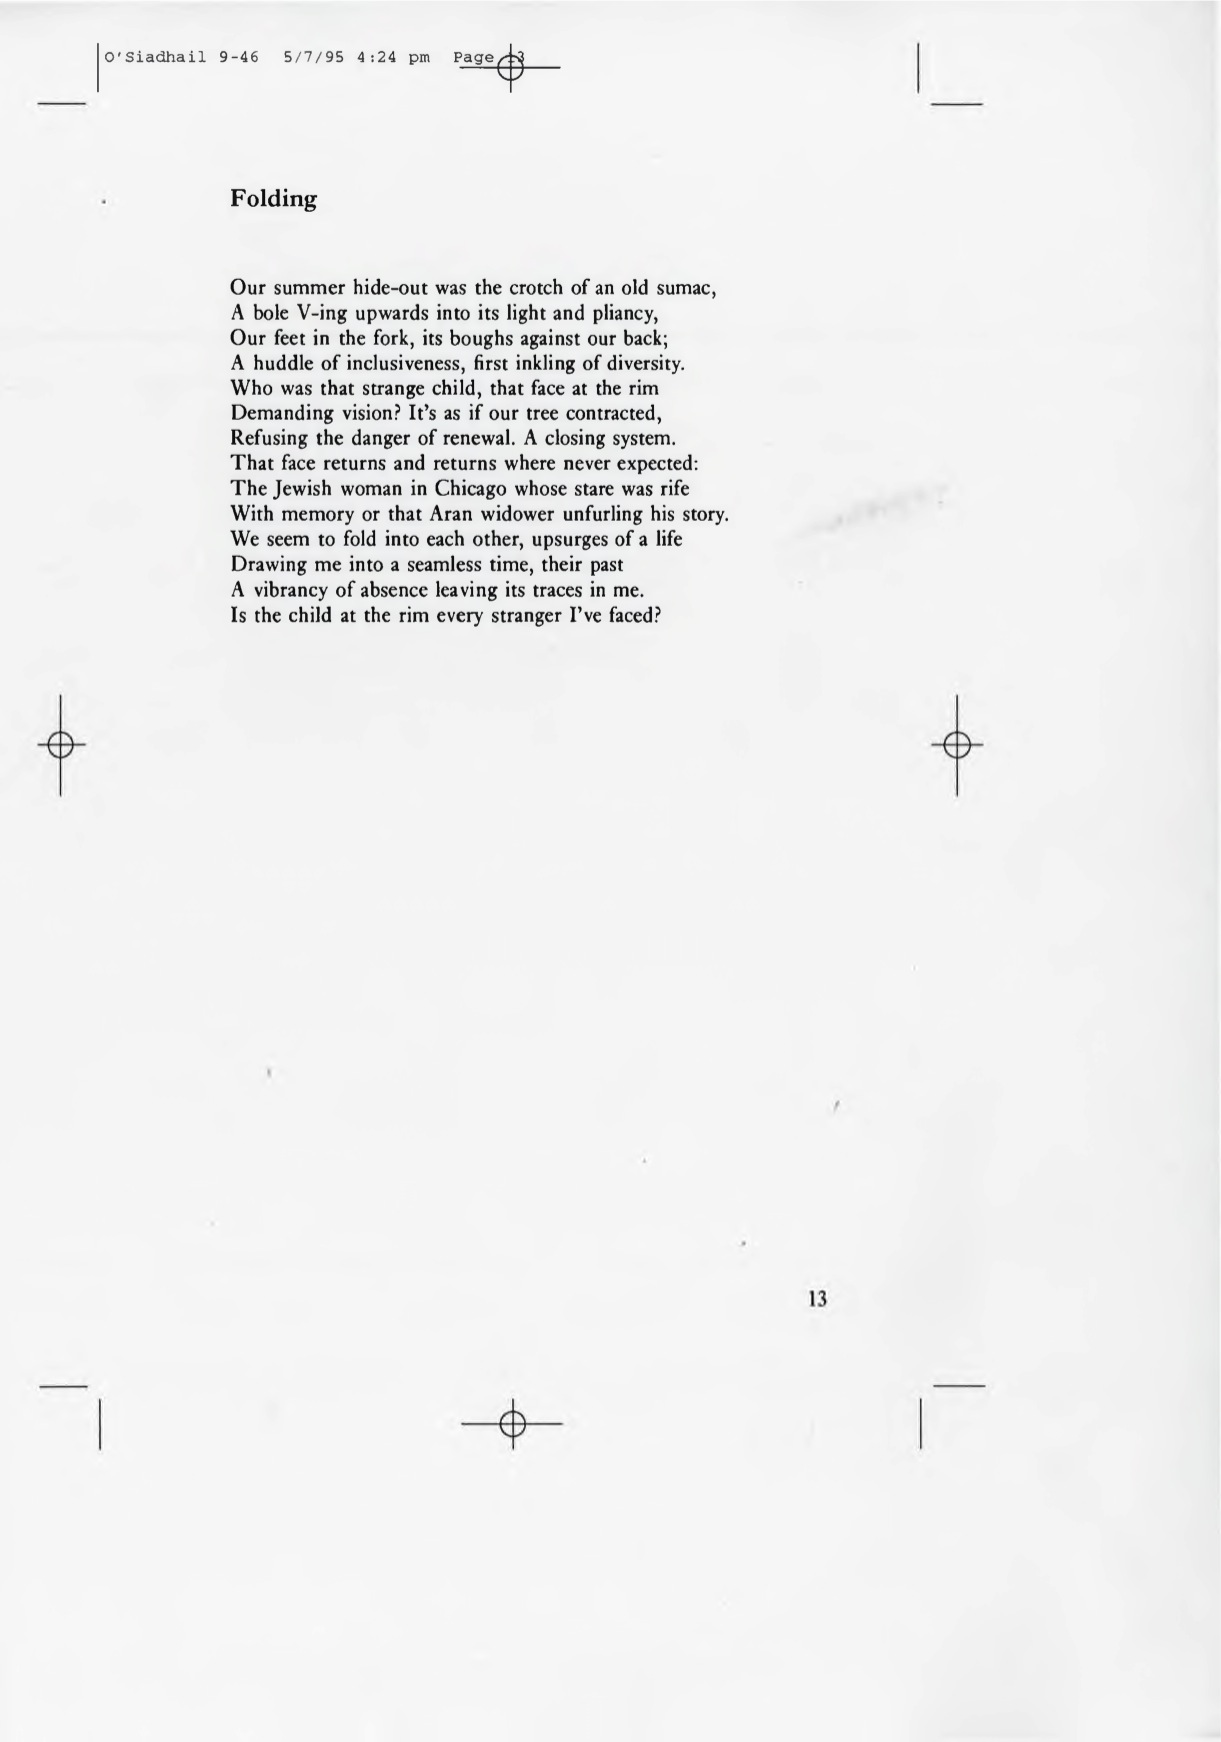 O'Siadhail 9-46 5/7/95 4:24 pm Page 13
Folding
Our summer hide-out was the crotch of an old sumac,
A bole V-ing upwards into its light and pliancy,
Our feet in the fork, its boughs against our back;
A huddle of inclusiveness, first inkling of diversity.
Who was that strange child, that face at the rim
Demanding vision? It's as if our tree contracted,
Refusing the danger of renewal. A closing system.
That face returns and returns where never expected:
The Jewish woman in Chicago whose stare was rife
With memory or that Aran widower unfurling his story.
We seem to fold into each other, upsurges of a life
Drawing me into a seamless time, their past
A vibrancy of absence leaving its traces in me.
Is the child at the rim every stranger I've faced?
13